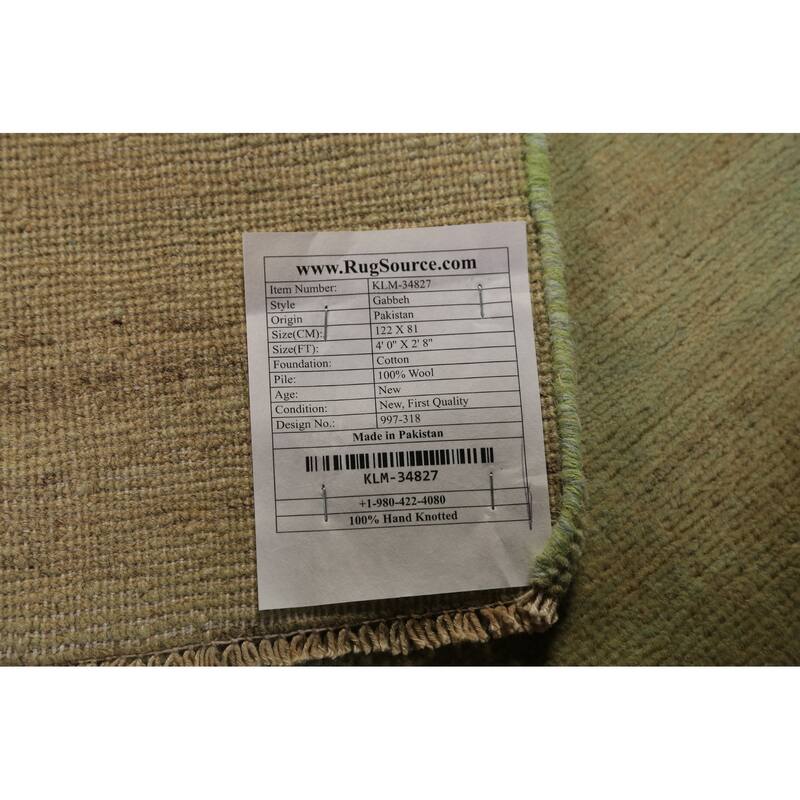 www.RugSource.com
Item Number: KLM-34827
Style Gabbeh
Origin Pakistan
Size(CM): 122 X 81
Size(FT): 4' 0" X 2' 8"
Foundation: Cotton
Pile: 100% Wool
Age: New
Condition: New, First Quality
Design No.: 997-318
Made in Pakistan
KLM-34827
+1-980-422-4080
100% Hand Knotted